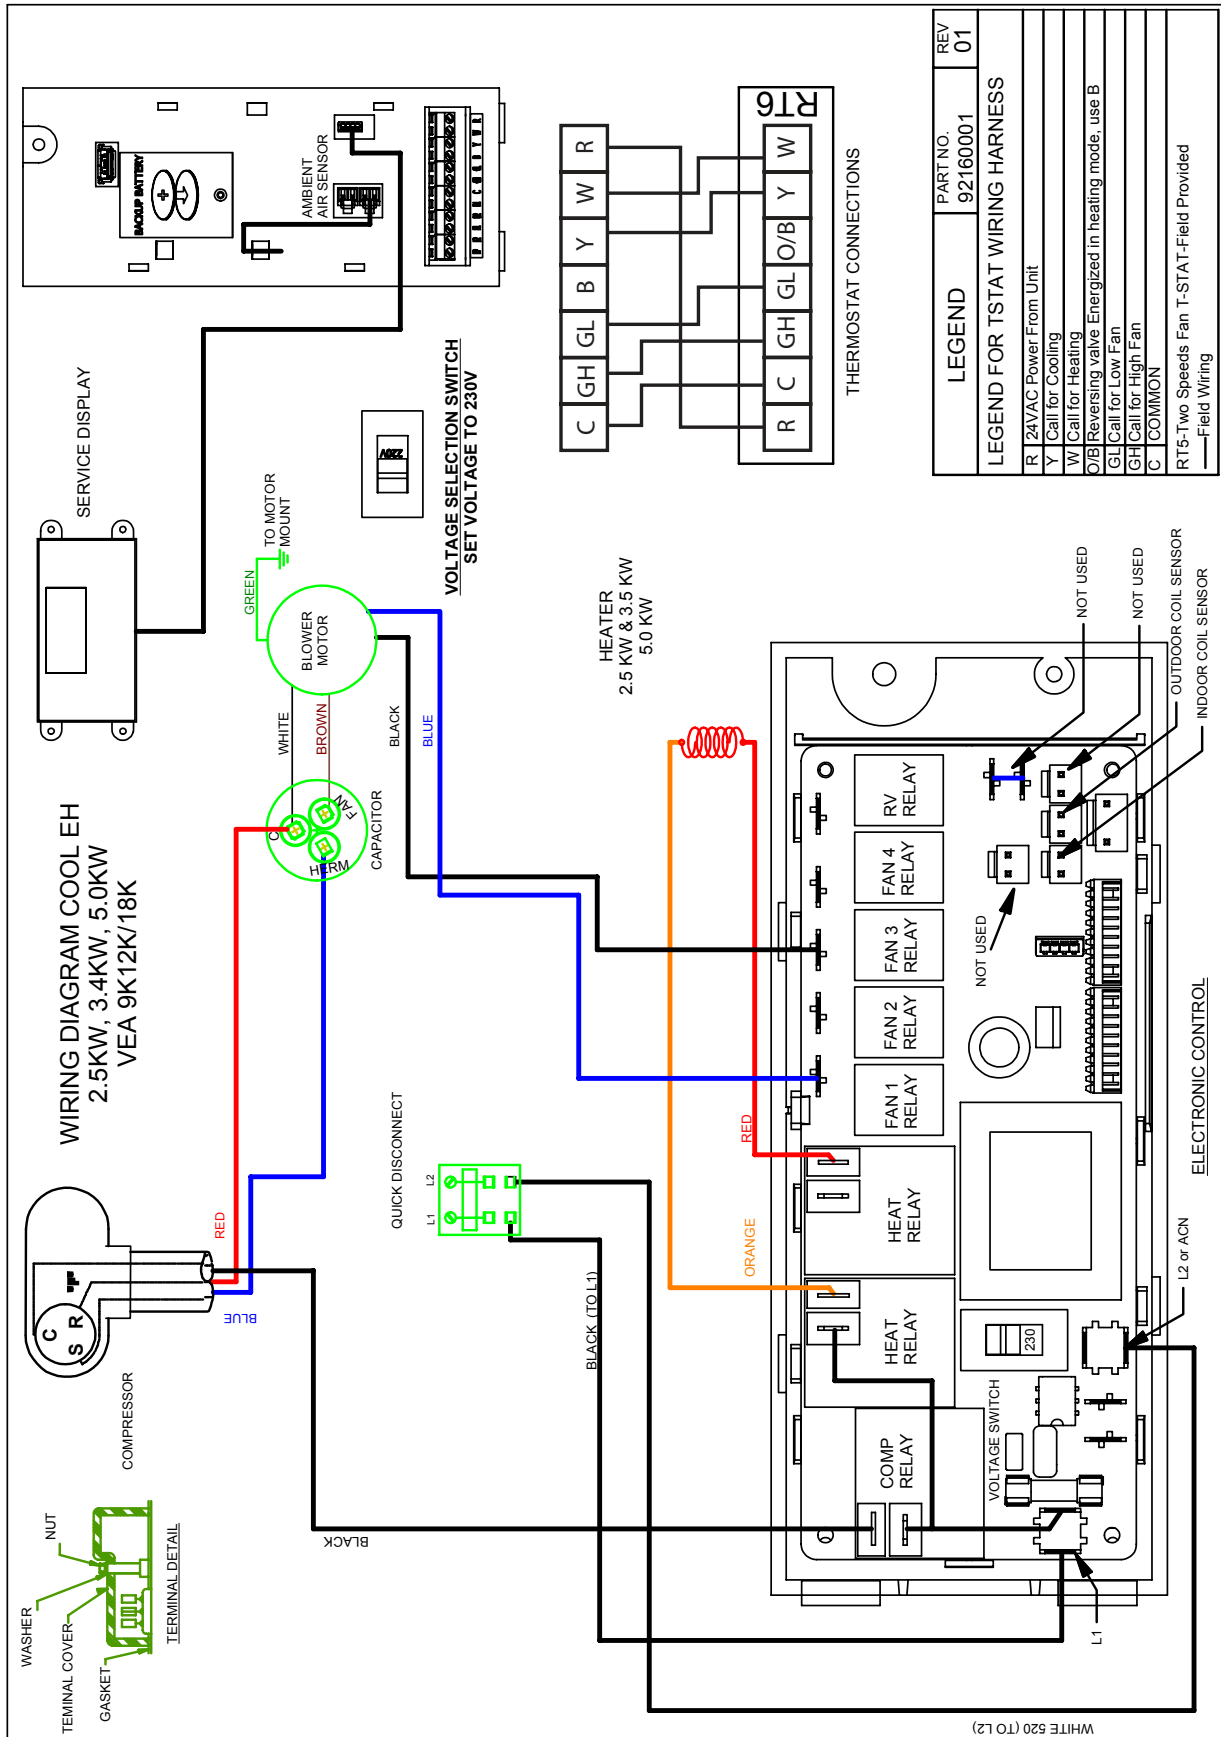 WIRING DIAGRAM COOL EH
2.5KW, 3.4KW, 5.0KW
VEA 9K12K/18K
WASHER
NUT
TEMINAL COVER
GASKET
TERMINAL DETAIL
COMPRESSOR
C
S R
BLUE
RED
BLACK
SERVICE DISPLAY
BACKUP BATTERY
AMBIENT
AIR SENSOR
GREEN
TO MOTOR
MOUNT
BLOWER
MOTOR
WHITE
BROWN
BLACK
BLUE
C
FAN
HERM
CAPACITOR
220V
VOLTAGE SELECTION SWITCH
SET VOLTAGE TO 230V
QUICK DISCONNECT
L1
L2
BLACK (TO L1)
WHITE 520 (TO L2)
HEATER
2.5 KW & 3.5 KW
5.0 KW
ORANGE
RED
C GH GL B Y W R
R C GH GL O/B Y W
RT6
THERMOSTAT CONNECTIONS
COMP
RELAY
HEAT
RELAY
HEAT
RELAY
FAN 1
RELAY
FAN 2
RELAY
FAN 3
RELAY
FAN 4
RELAY
RV
RELAY
VOLTAGE SWITCH
230
NOT USED
NOT USED
NOT USED
OUTDOOR COIL SENSOR
INDOOR COIL SENSOR
L1
L2 or ACN
ELECTRONIC CONTROL
LEGEND
PART NO.
92160001
REV
01
LEGEND FOR TSTAT WIRING HARNESS
R 24VAC Power From Unit
Y Call for Cooling
W Call for Heating
O/B Reversing valve Energized in heating mode, use B
GL Call for Low Fan
GH Call for High Fan
C COMMON
RT5-Two Speeds Fan T-STAT-Field Provided
Field Wiring